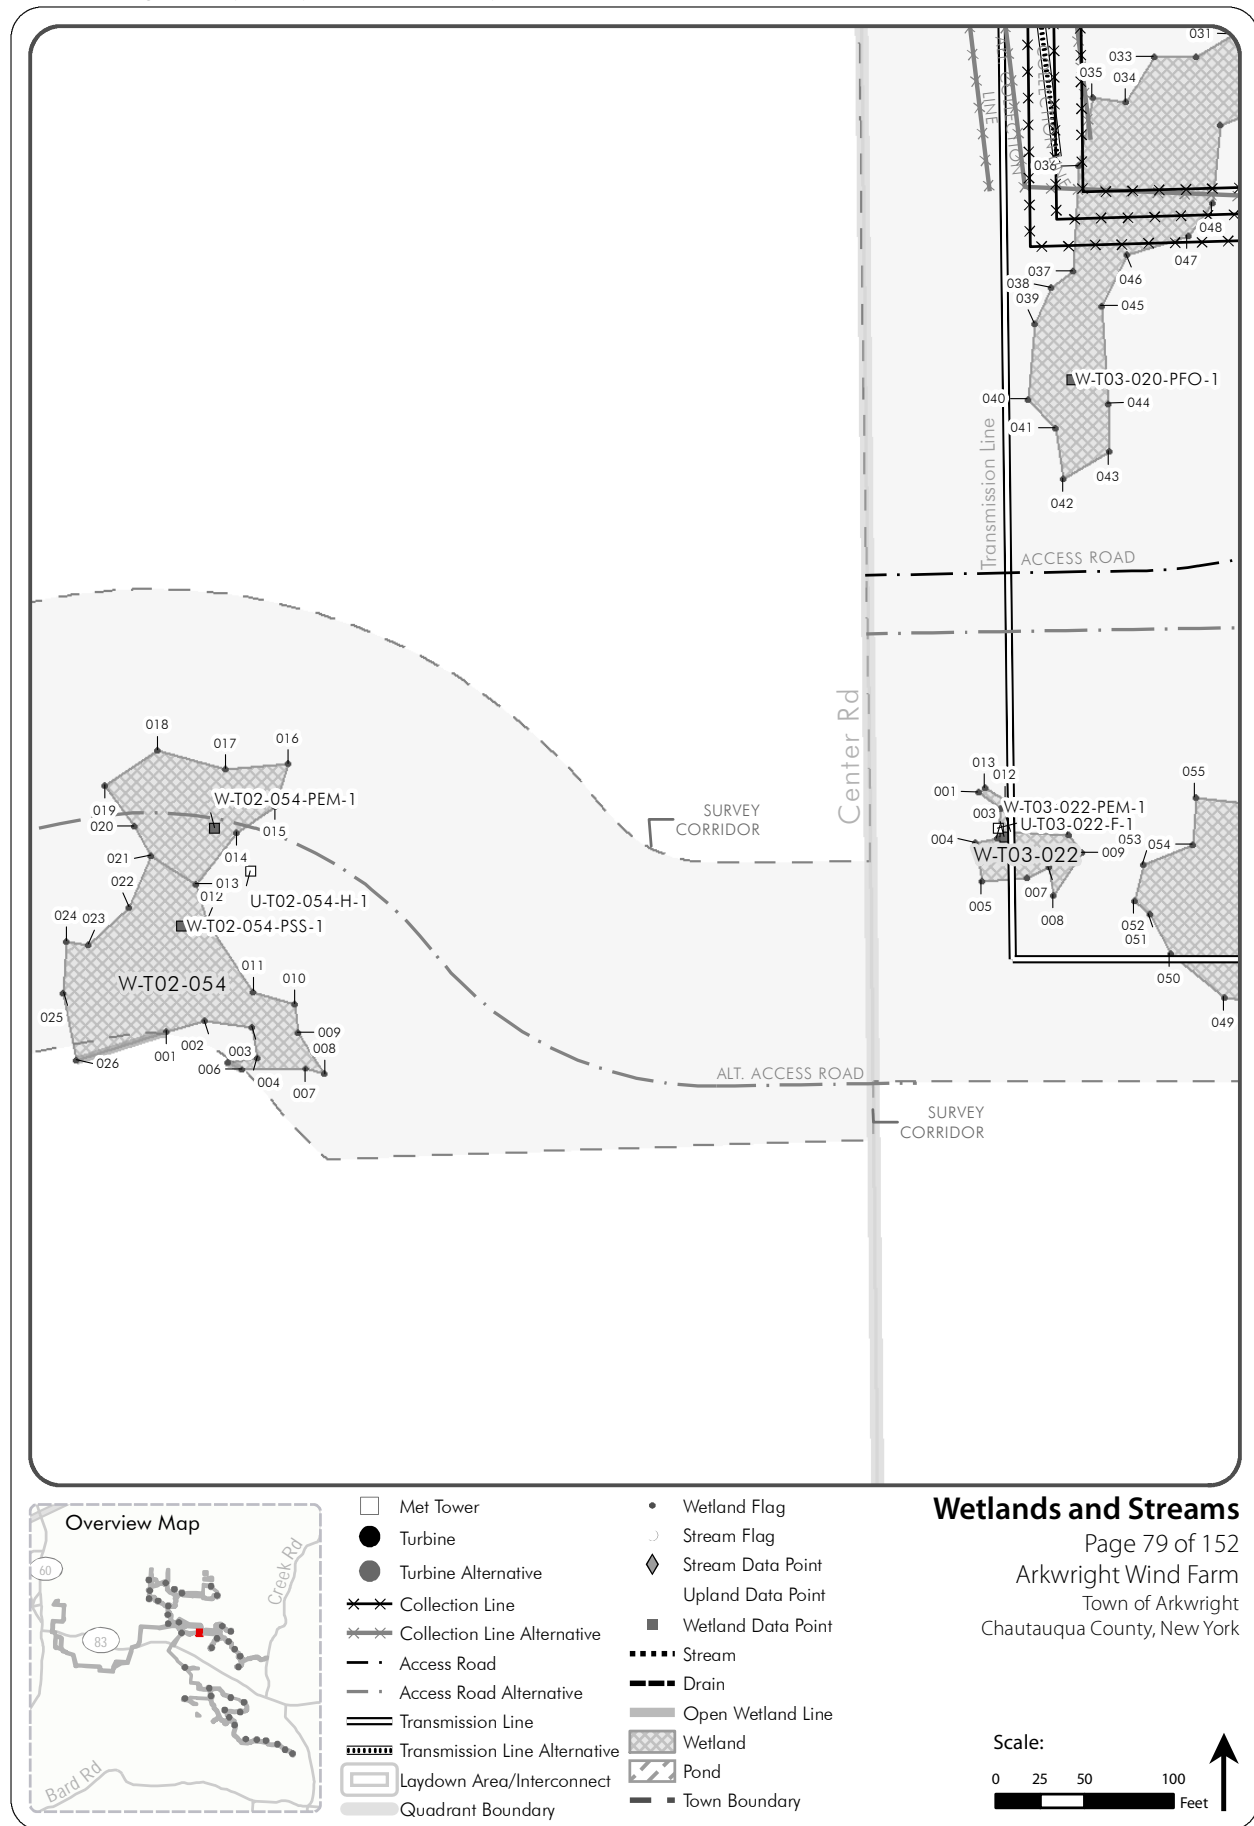 031
033
035
034
LINE
036
048
047
046
037
038
039
045
W-T03-020-PFO-1
040
044
041
043
042
Transmission Line
ACCESS ROAD
Center Rd
018
017
016
W-T02-054-PEM-1
019
020
015
021
014
013
U-T02-054-H-1
022
012
W-T02-054-PSS-1
024
023
W-T02-054
011
010
025
009
002
001
003
008
026
006
004
007
SURVEY
CORRIDOR
013
012
001
W-T03-022-PEM-1
003
U-T03-022-F-1
004
W-T03-022
009
053
054
055
007
005
008
052
051
050
049
ALT. ACCESS ROAD
SURVEY
CORRIDOR
Overview Map
60
83
Creek Rd
Bard Rd
Met Tower
Turbine
Turbine Alternative
Collection Line
Collection Line Alternative
Access Road
Access Road Alternative
Transmission Line
Transmission Line Alternative
Laydown Area/Interconnect
Quadrant Boundary
Wetland Flag
Stream Flag
Stream Data Point
Upland Data Point
Wetland Data Point
Stream
Drain
Open Wetland Line
Wetland
Pond
Town Boundary
Wetlands and Streams
Page 79 of 152
Arkwright Wind Farm
Town of Arkwright
Chautauqua County, New York
Scale:
0 25 50 100
Feet